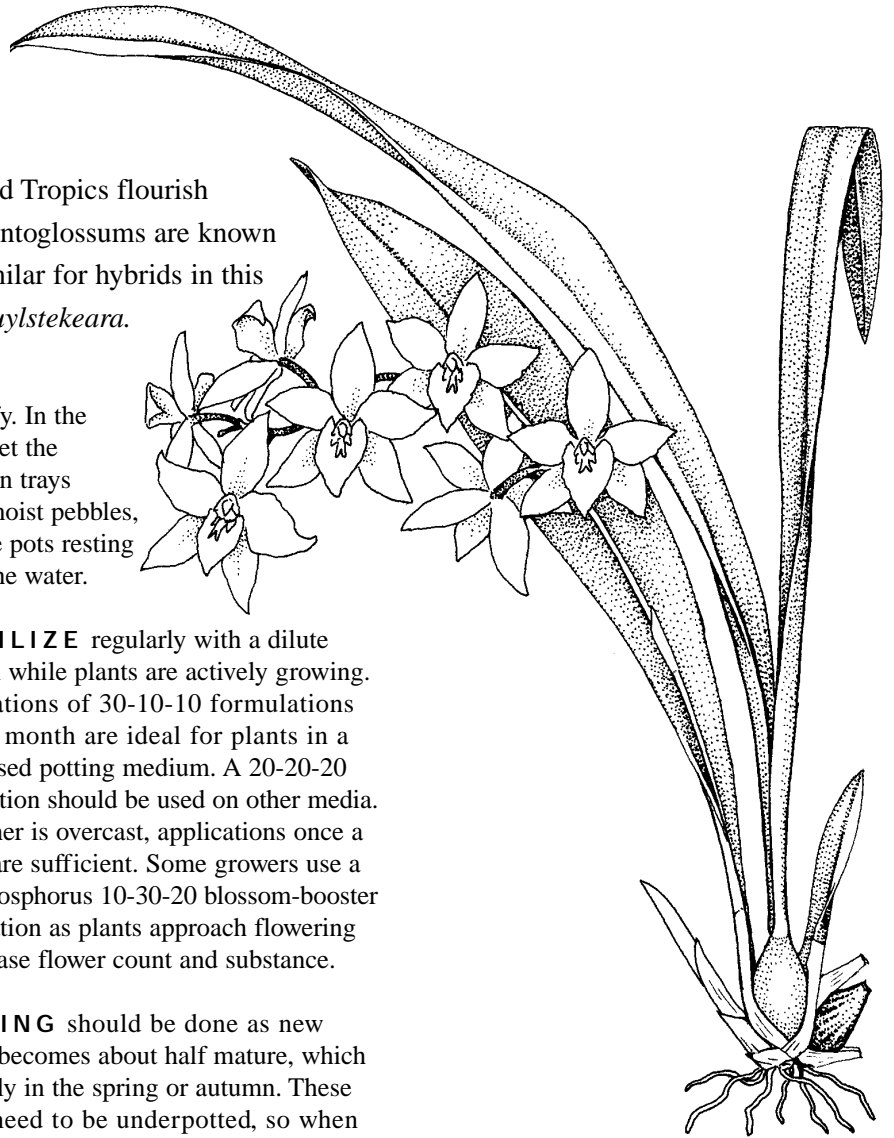 d Tropics flourish
ntoglossums are known
nilar for hybrids in this
uylstekeara.
y. In the
et the
n trays
noist pebbles,
e pots resting
ne water.
ILIZE regularly with a dilute
while plants are actively growing.
ations of 30-10-10 formulations
month are ideal for plants in a
sed potting medium. A 20-20-20
tion should be used on other media.
ner is overcast, applications once a
are sufficient. Some growers use a
osphorus 10-30-20 blossom-booster
tion as plants approach flowering
ase flower count and substance.
ING should be done as new
becomes about half mature, which
ly in the spring or autumn. These
need to be underpotted, so when